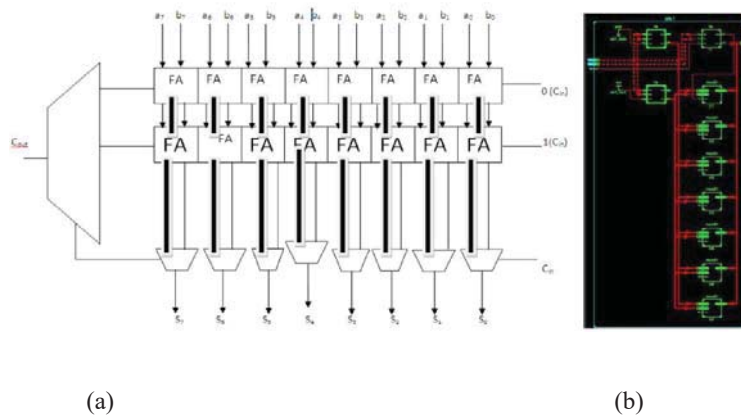 a₇ b₇ a₆ b₆ a₅ b₅ a₄ b₄ a₃ b₃ a₂ b₂ a₁ b₁ a₀ b₀
FA FA FA FA FA FA FA FA
0 (Cᵢₙ)
FA FA FA FA FA FA FA FA
1(Cᵢₙ)
Cₒᵤₜ
Cᵢₙ
S₇ S₆ S₅ S₄ S₃ S₂ S₁ S₀
(a) (b)